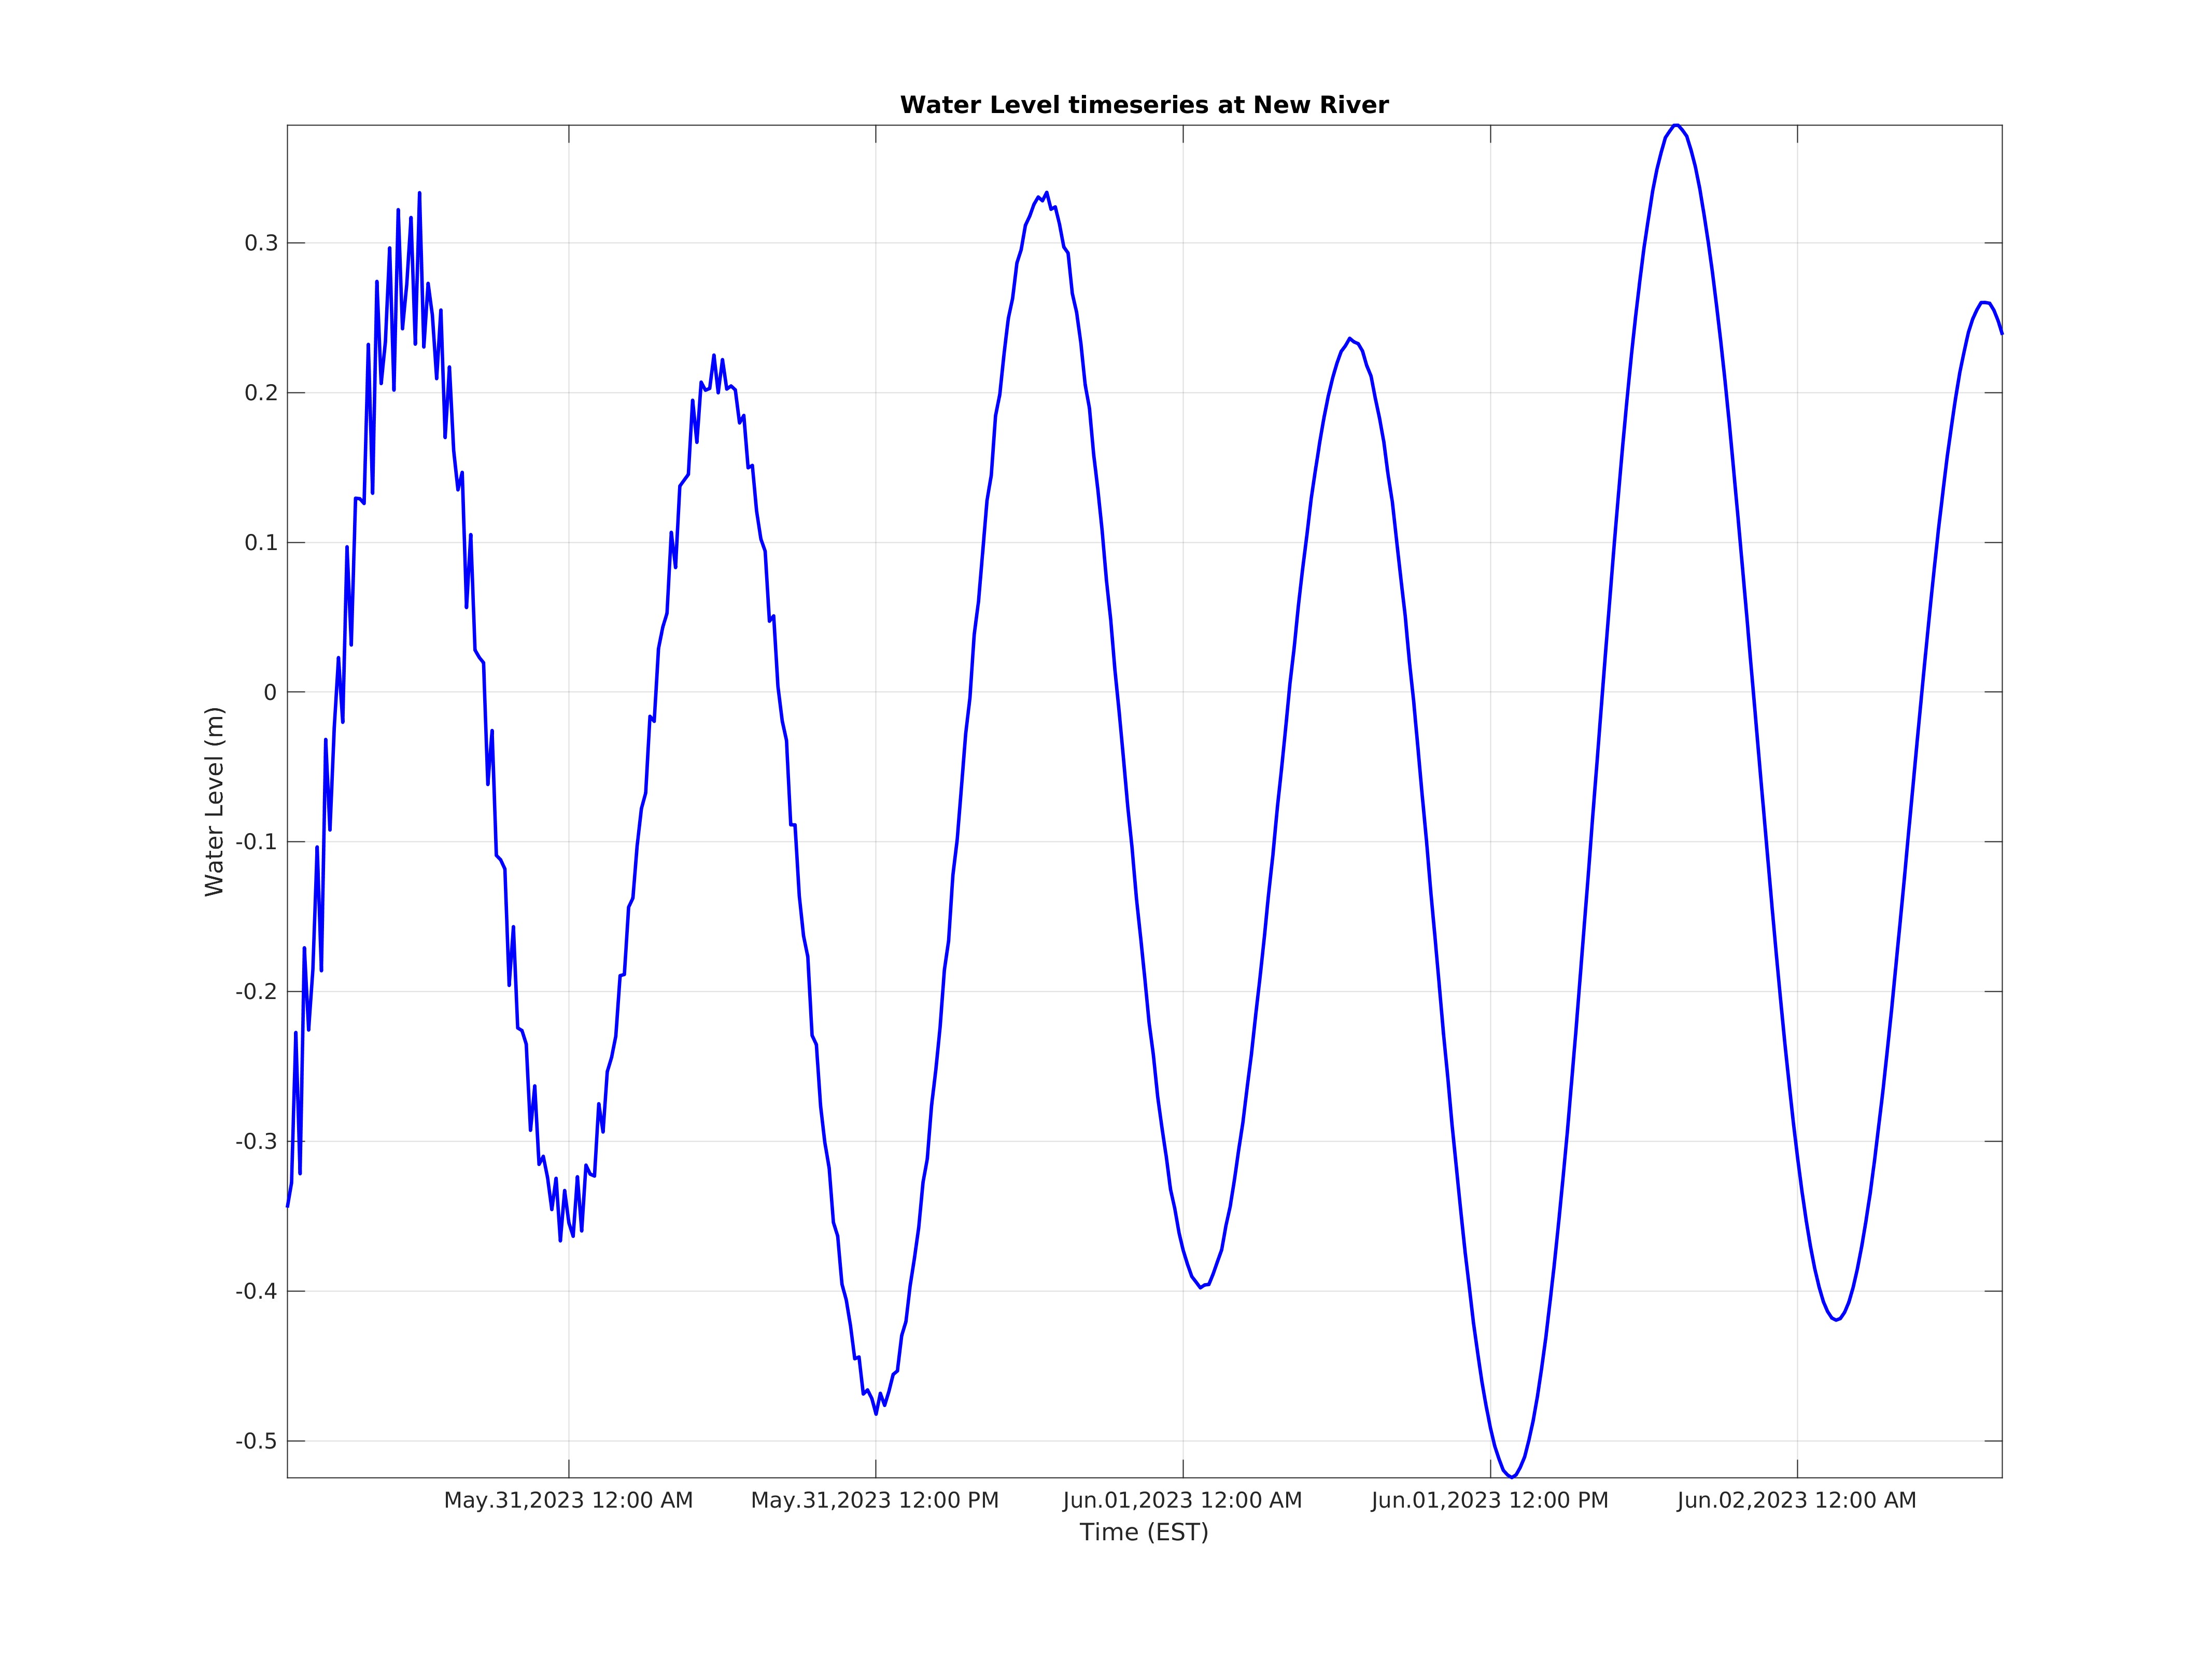 Water Level timeseries at New River
0.3
0.2
0.1
0
-0.1
-0.2
-0.3
-0.4
-0.5
Water Level (m)
May.31,2023 12:00 AM
May.31,2023 12:00 PM
Jun.01,2023 12:00 AM
Jun.01,2023 12:00 PM
Jun.02,2023 12:00 AM
Time (EST)